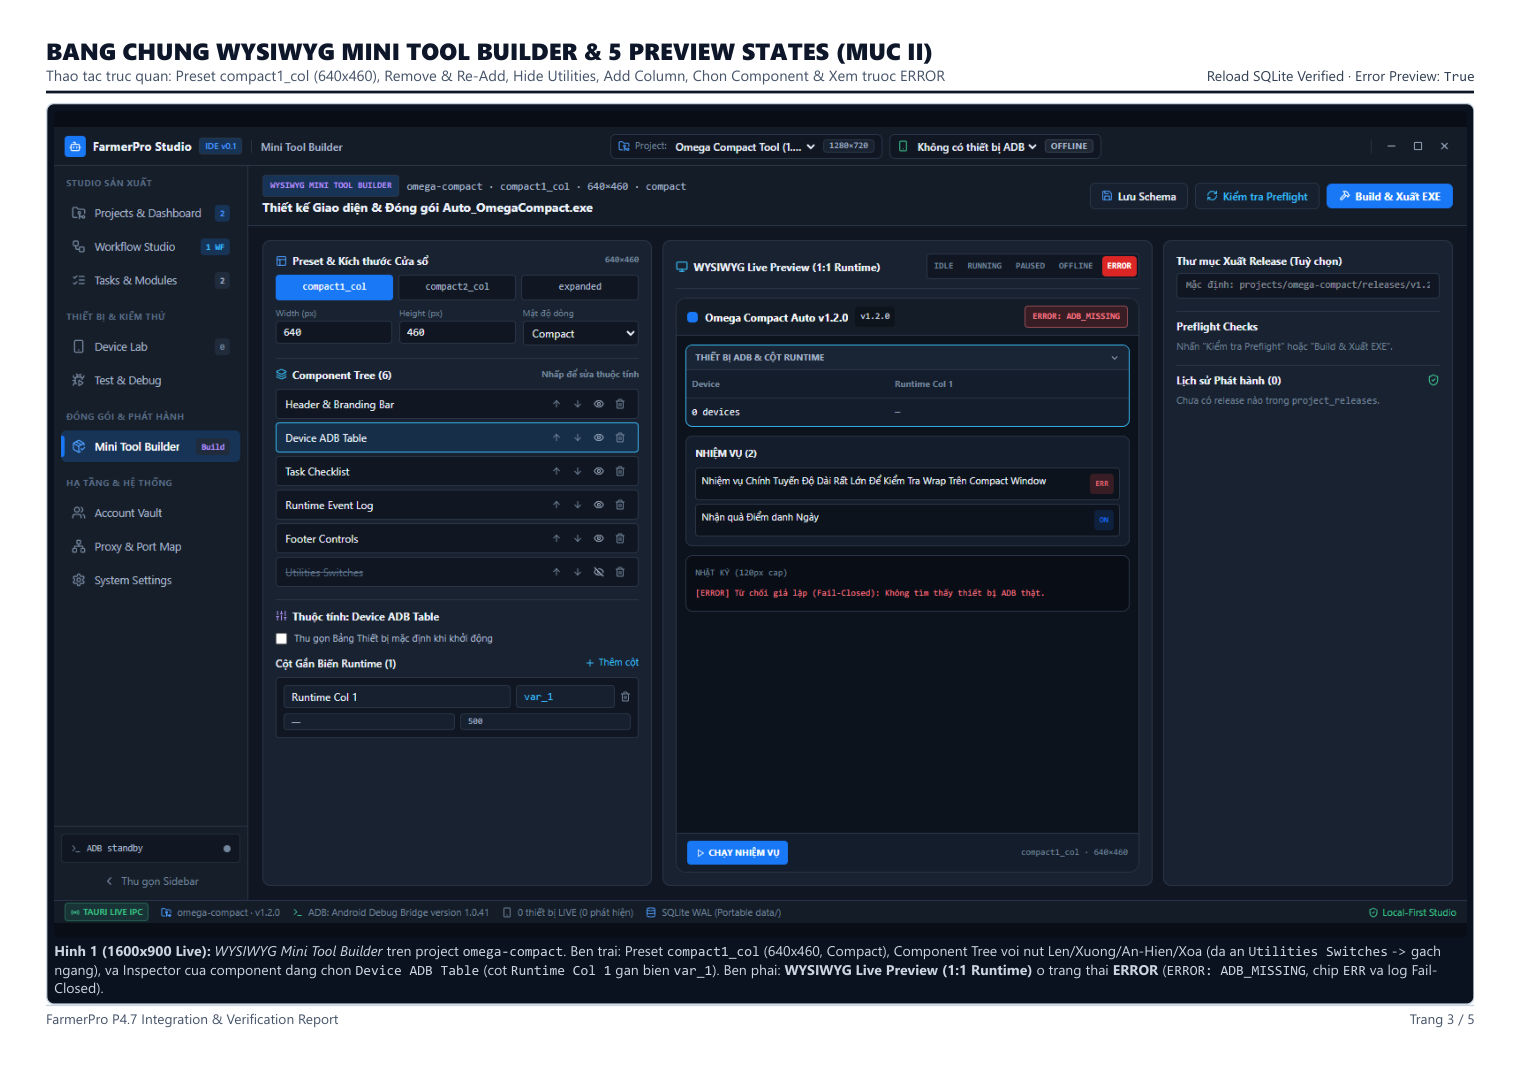 BANG CHUNG WYSIWYG MINI TOOL BUILDER & 5 PREVIEW STATES (MUC II)
Thao tac truc quan: Preset compact1_col (640x460), Remove & Re-Add, Hide Utilities, Add Column, Chon Component & Xem truoc ERROR
Reload SQLite Verified · Error Preview: True
FarmerPro Studio IDE v0.1 Mini Tool Builder
Project: Omega Compact Tool (1.... 1280×720
Không có thiết bị ADB OFFLINE
STUDIO SẢN XUẤT
Projects & Dashboard 2
Workflow Studio 1 WF
Tasks & Modules 2
THIẾT BỊ & KIỂM THỬ
Device Lab 0
Test & Debug
ĐÓNG GÓI & PHÁT HÀNH
Mini Tool Builder Build
HẠ TẦNG & HỆ THỐNG
Account Vault
Proxy & Port Map
System Settings
>_ ADB standby
Thu gọn Sidebar
WYSIWYG MINI TOOL BUILDER omega-compact · compact1_col · 640×460 · compact
Thiết kế Giao diện & Đóng gói Auto_OmegaCompact.exe
Lưu Schema
Kiểm tra Preflight
Build & Xuất EXE
Preset & Kích thước Cửa sổ 640×460
compact1_col compact2_col expanded
Width (px) Height (px) Mật độ dòng
640 460 Compact
Component Tree (6) Nhấp để sửa thuộc tính
Header & Branding Bar
Device ADB Table
Task Checklist
Runtime Event Log
Footer Controls
Utilities Switches
Thuộc tính: Device ADB Table
Thu gọn Bảng Thiết bị mặc định khi khởi động
Cột Gắn Biến Runtime (1) + Thêm cột
Runtime Col 1 var_1
— 500
WYSIWYG Live Preview (1:1 Runtime) IDLE RUNNING PAUSED OFFLINE ERROR
Omega Compact Auto v1.2.0 v1.2.0 ERROR: ADB_MISSING
THIẾT BỊ ADB & CỘT RUNTIME
Device Runtime Col 1
0 devices —
NHIỆM VỤ (2)
Nhiệm vụ Chính Tuyến Độ Dài Rất Lớn Để Kiểm Tra Wrap Trên Compact Window ERR
Nhận quà Điểm danh Ngày ON
NHẬT KÝ (120px cap)
[ERROR] Từ chối giả lập (Fail-Closed): Không tìm thấy thiết bị ADB thật.
CHẠY NHIỆM VỤ compact1_col · 640×460
Thư mục Xuất Release (Tuỳ chọn)
Mặc định: projects/omega-compact/releases/v1.2
Preflight Checks
Nhấn "Kiểm tra Preflight" hoặc "Build & Xuất EXE".
Lịch sử Phát hành (0)
Chưa có release nào trong project_releases.
TAURI LIVE IPC omega-compact · v1.2.0 >_ ADB: Android Debug Bridge version 1.0.41 0 thiết bị LIVE (0 phát hiện) SQLite WAL (Portable data/) Local-First Studio
Hinh 1 (1600x900 Live): WYSIWYG Mini Tool Builder tren project omega-compact. Ben trai: Preset compact1_col (640x460, Compact), Component Tree voi nut Len/Xuong/An-Hien/Xoa (da an Utilities Switches -> gach
ngang), va Inspector cua component dang chon Device ADB Table (cot Runtime Col 1 gan bien var_1). Ben phai: WYSIWYG Live Preview (1:1 Runtime) o trang thai ERROR (ERROR: ADB_MISSING, chip ERR va log Fail-
Closed).
FarmerPro P4.7 Integration & Verification Report
Trang 3 / 5